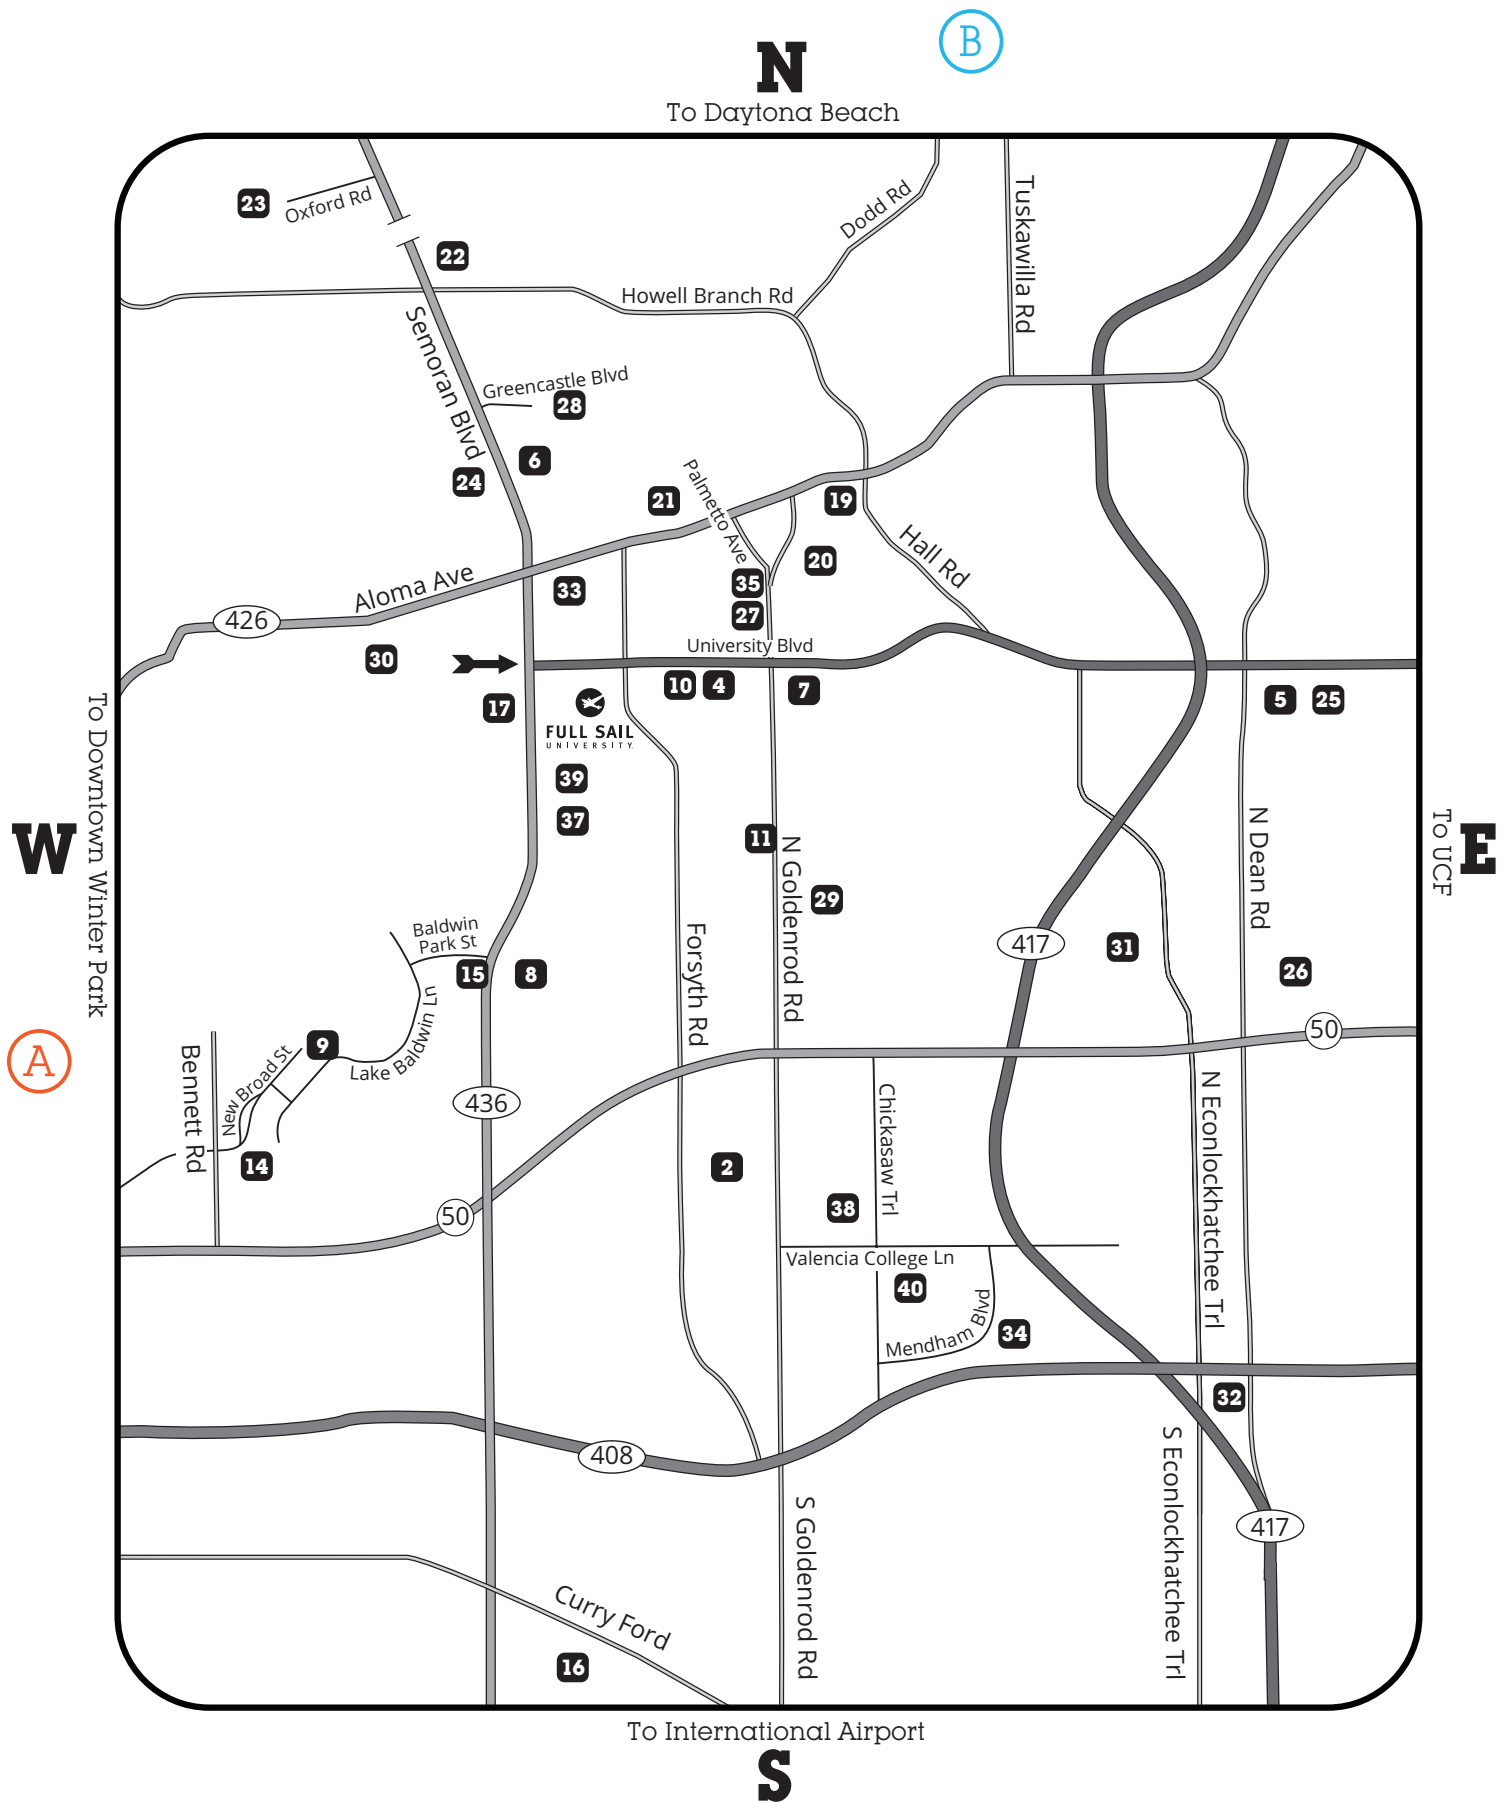 B
N
To Daytona Beach
23
Oxford Rd
22
Dodd Rd
Tuskawilla Rd
Howell Branch Rd
Semoran Blvd
Greencastle Blvd
28
6
24
21
Palmetto Ave
19
20
Hall Rd
Aloma Ave
426
33
35
27
30
University Blvd
10
4
7
5
25
17
FULL SAIL
UNIVERSITY.
39
37
11
N Goldenrod Rd
29
N Dean Rd
W
To Downtown Winter Park
To UCF
E
Baldwin
Park St
15
8
Forsyth Rd
417
31
26
A
Bennett Rd
New Broad St
9
Lake Baldwin Ln
50
436
Chickasaw Trl
N Econlockhatchee Trl
14
2
38
50
Valencia College Ln
40
Mendham Blvd
34
32
408
S Goldenrod Rd
S Econlockhatchee Trl
417
Curry Ford
16
To International Airport
S